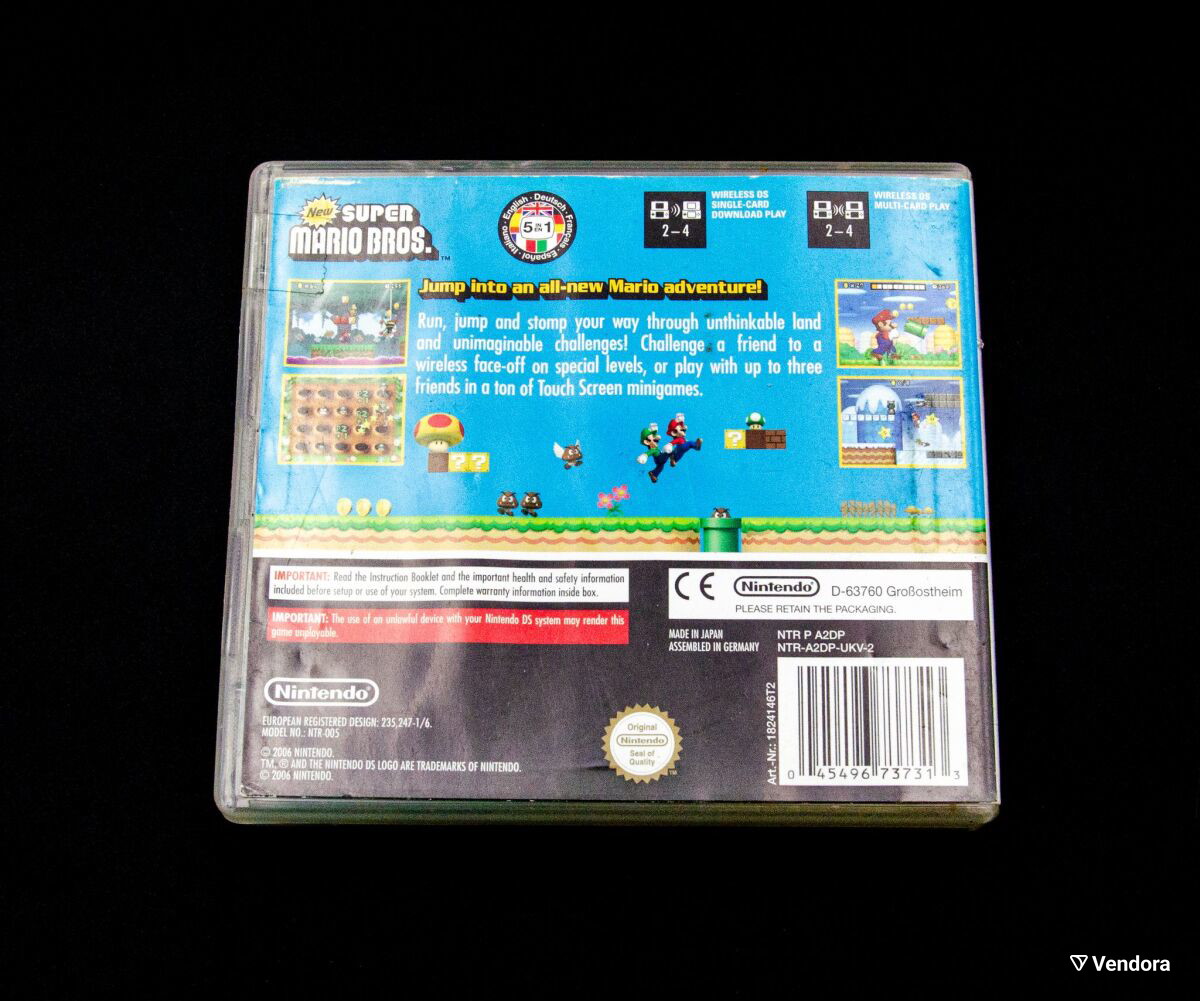 New SUPER
MARIO BROS.™
English · Deutsch · Français · Español · Italiano
5 IN EN 1
WIRELESS DS
SINGLE-CARD
DOWNLOAD PLAY
2–4
WIRELESS DS
MULTI-CARD PLAY
2–4
Jump into an all-new Mario adventure!
Run, jump and stomp your way through unthinkable land
and unimaginable challenges! Challenge a friend to a
wireless face-off on special levels, or play with up to three
friends in a ton of Touch Screen minigames.
IMPORTANT: Read the Instruction Booklet and the important health and safety information
included before setup or use of your system. Complete warranty information inside box.
IMPORTANT: The use of an unlawful device with your Nintendo DS system may render this
game unplayable.
CE Nintendo® D-63760 Großostheim
PLEASE RETAIN THE PACKAGING.
MADE IN JAPAN
ASSEMBLED IN GERMANY
NTR P A2DP
NTR-A2DP-UKV-2
Nintendo®
EUROPEAN REGISTERED DESIGN: 235,247-1/6.
MODEL NO.: NTR-005
© 2006 NINTENDO.
TM, ® AND THE NINTENDO DS LOGO ARE TRADEMARKS OF NINTENDO.
© 2006 NINTENDO.
Original
Nintendo
Seal of
Quality
TM
Art.-Nr.: 1824146T2
0 45496 73731 3
Vendora